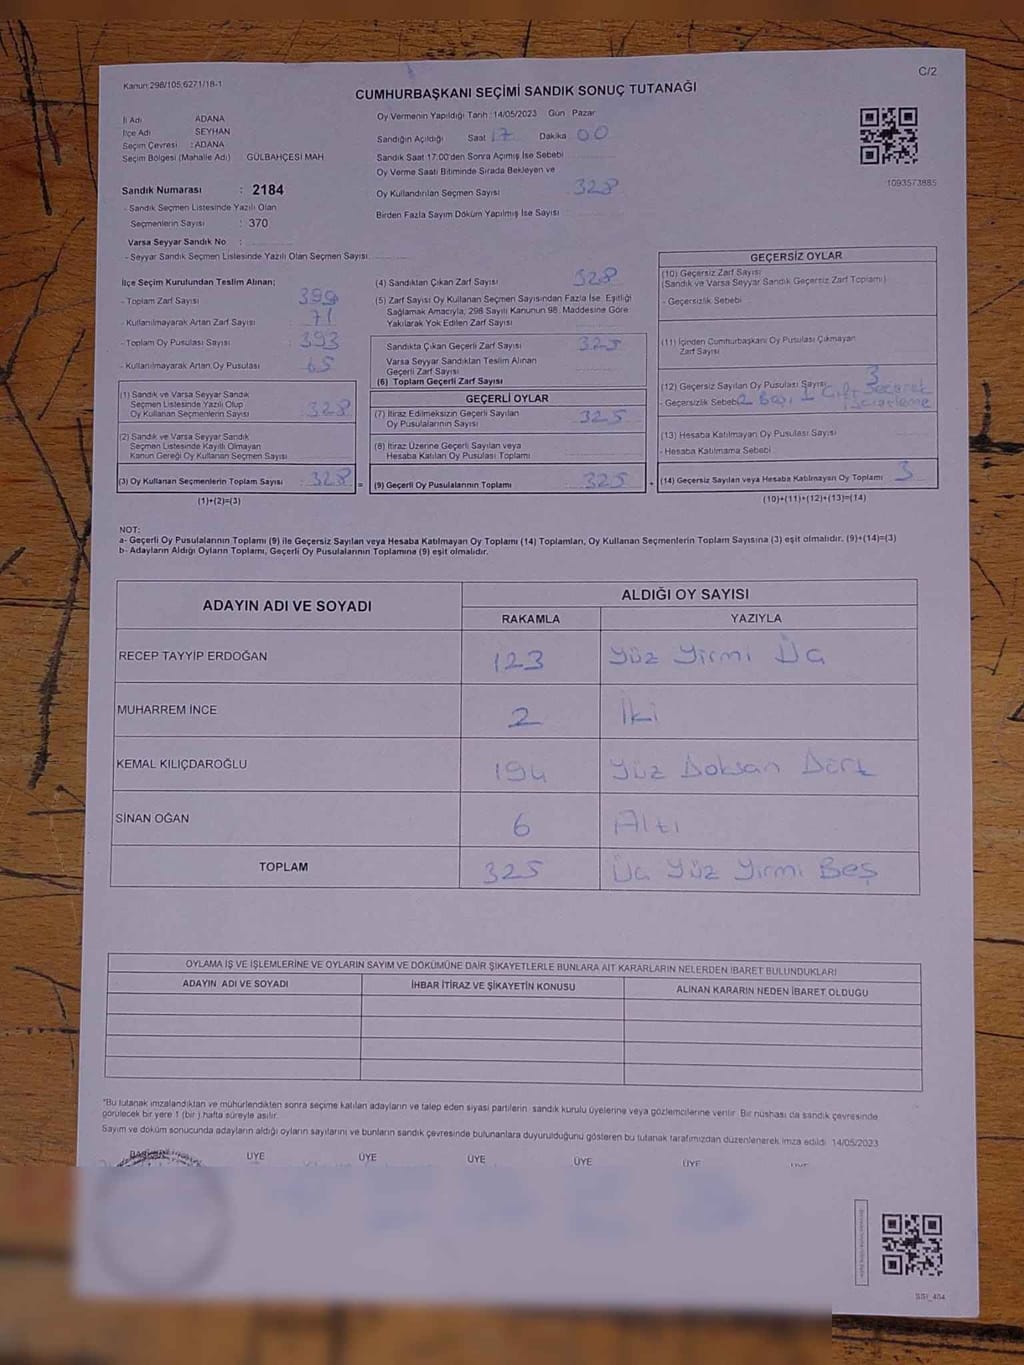 Kanun:298/105,6271/18-1
C/2
CUMHURBAŞKANI SEÇİMİ SANDIK SONUÇ TUTANAĞI
İl Adı ADANA
İlçe Adı SEYHAN
Seçim Çevresi : ADANA
Seçim Bölgesi (Mahalle Adı) GÜLBAHÇESİ MAH
Sandık Numarası : 2184
- Sandık Seçmen Listesinde Yazılı Olan
Seçmenlerin Sayısı : 370
Varsa Seyyar Sandık No :
- Seyyar Sandık Seçmen Listesinde Yazılı Olan Seçmen Sayısı
Oy Vermenin Yapıldığı Tarih :14/05/2023 Gün : Pazar
Sandığın Açıldığı Saat 17 Dakika 00
Sandık Saat 17:00'den Sonra Açımış İse Sebebi
Oy Verme Saati Bitiminde Sırada Bekleyen ve
Oy Kullandırılan Seçmen Sayısı 328
Birden Fazla Sayım Döküm Yapılmış İse Sayısı :
1093573885
İlçe Seçim Kurulundan Teslim Alınan;
- Toplam Zarf Sayısı : 399
- Kullanılmayarak Artan Zarf Sayısı : 71
- Toplam Oy Pusulası Sayısı : 393
- Kullanılmayarak Artan Oy Pusulası : 65
(1) Sandık ve Varsa Seyyar Sandık
Seçmen Listesinde Yazılı Olup
Oy Kullanan Seçmenlerin Sayısı : 328
(2) Sandık ve Varsa Seyyar Sandık
Seçmen Listesinde Kayıtlı Olmayan
Kanun Gereği Oy Kullanan Seçmen Sayısı :
(3) Oy Kullanan Seçmenlerin Toplam Sayısı : 328
(1)+(2)=(3)
(4) Sandıktan Çıkan Zarf Sayısı 328
(5) Zarf Sayısı Oy Kullanan Seçmen Sayısından Fazla İse, Eşitliği
Sağlamak Amacıyla, 298 Sayılı Kanunun 98. Maddesine Göre
Yakılarak Yok Edilen Zarf Sayısı :
Sandıkta Çıkan Geçerli Zarf Sayısı : 325
Varsa Seyyar Sandıktan Teslim Alınan
Geçerli Zarf Sayısı :
(6) Toplam Geçerli Zarf Sayısı
GEÇERLİ OYLAR
(7) İtiraz Edilmeksizin Geçerli Sayılan
Oy Pusulalarının Sayısı : 325
(8) İtiraz Üzerine Geçerli Sayılan veya
Hesaba Katılan Oy Pusulası Toplamı :
= (9) Geçerli Oy Pusulalarının Toplamı : 325 +
GEÇERSİZ OYLAR
(10) Geçersiz Zarf Sayısı
(Sandık ve Varsa Seyyar Sandık Geçersiz Zarf Toplamı)
- Geçersizlik Sebebi :
(11) İçinden Cumhurbaşkanı Oy Pusulası Çıkmayan
Zarf Sayısı
(12) Geçersiz Sayılan Oy Pusulası Sayısı 3
- Geçersizlik Sebebi 2 Boş, 1 Çift
(13) Hesaba Katılmayan Oy Pusulası Sayısı
- Hesaba Katılmama Sebebi
(14) Geçersiz Sayılan veya Hesaba Katılmayan Oy Toplamı : 3
(10)+(11)+(12)+(13)=(14)
NOT:
a- Geçerli Oy Pusulalarının Toplamı (9) ile Geçersiz Sayılan veya Hesaba Katılmayan Oy Toplamı (14) Toplamları, Oy Kullanan Seçmenlerin Toplam Sayısına (3) eşit olmalıdır. (9)+(14)=(3)
b- Adayların Aldığı Oyların Toplamı, Geçerli Oy Pusulalarının Toplamına (9) eşit olmalıdır.
ADAYIN ADI VE SOYADI ALDIĞI OY SAYISI
RAKAMLA YAZIYLA
RECEP TAYYİP ERDOĞAN 123 Yüz Yirmi Üç
MUHARREM İNCE 2 İki
KEMAL KILIÇDAROĞLU 194 Yüz Doksan Dört
SİNAN OĞAN 6 Altı
TOPLAM 325 Üç Yüz Yirmi Beş
OYLAMA İŞ VE İŞLEMLERİNE VE OYLARIN SAYIM VE DÖKÜMÜNE DAİR ŞİKAYETLERLE BUNLARA AİT KARARLARIN NELERDEN İBARET BULUNDUKLARI
ADAYIN ADI VE SOYADI İHBAR İTİRAZ VE ŞİKAYETİN KONUSU ALINAN KARARIN NEDEN İBARET OLDUĞU
*Bu tutanak imzalandıktan ve mühürlendikten sonra seçime katılan adayların ve talep eden siyasi partilerin sandık kurulu üyelerine veya gözlemcilerine verilir. Bir nüshası da sandık çevresinde
görülecek bir yere 1 (bir ) hafta süreyle asılır.
Sayım ve döküm sonucunda adayların aldığı oyların sayılarını ve bunların sandık çevresinde bulunanlara duyurulduğunu gösteren bu tutanak tarafımızdan düzenlenerek imza edildi. 14/05/2023
BAŞKAN ÜYE ÜYE ÜYE ÜYE ÜYE